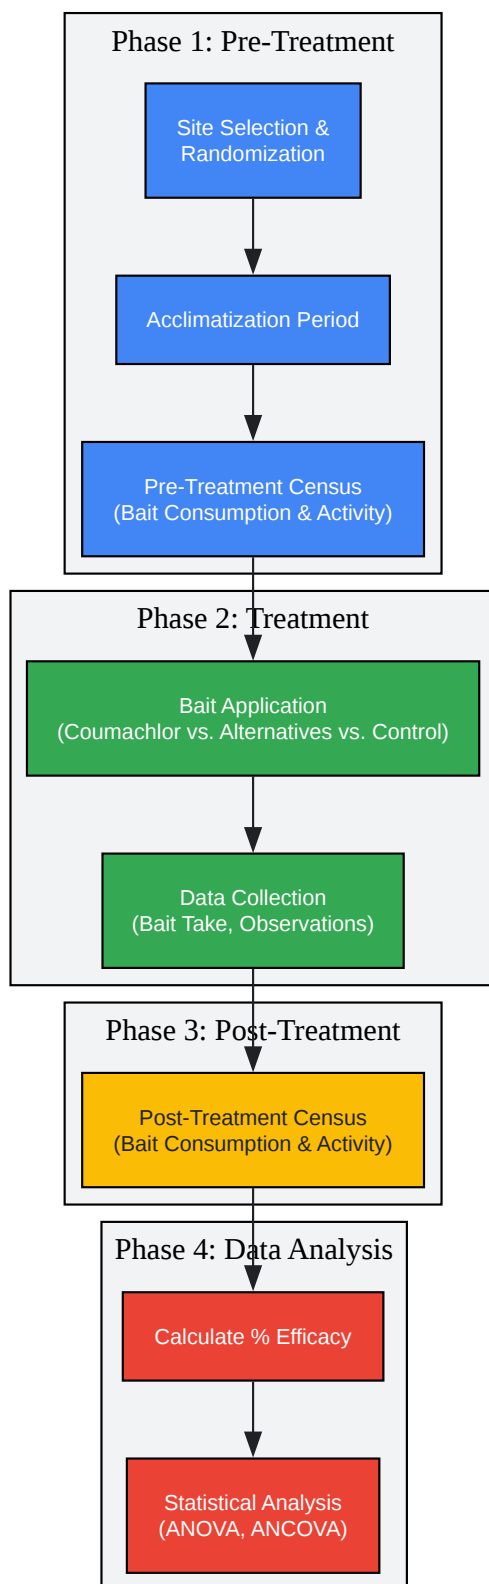 Phase 1: Pre-Treatment
Site Selection &
Randomization
Acclimatization Period
Pre-Treatment Census
(Bait Consumption & Activity)
Phase 2: Treatment
Bait Application
(Coumachlor vs. Alternatives vs. Control)
Data Collection
(Bait Take, Observations)
Phase 3: Post-Treatment
Post-Treatment Census
(Bait Consumption & Activity)
Phase 4: Data Analysis
Calculate % Efficacy
Statistical Analysis
(ANOVA, ANCOVA)